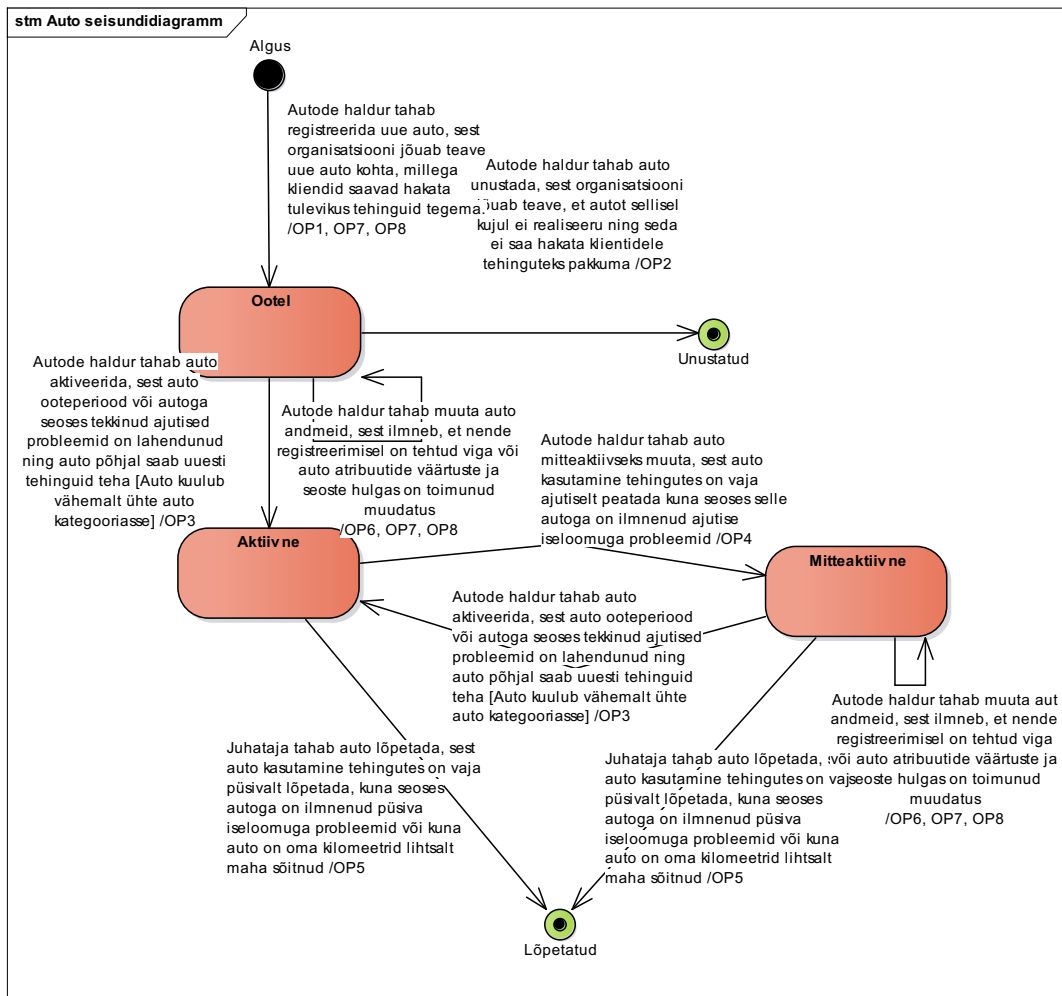 stm Auto seisundidiagramm
Algus
Autode haldur tahab
registreerida uue auto, sest
organisatsiooni jõuab teave
uue auto kohta, millega
kliendid saavad hakata
tulevikus tehinguid tegema.
/OP1, OP7, OP8
Autode haldur tahab auto
unustada, sest organisatsiooni
teave, et autot sellisel
kujul ei realiseeru ning seda
ei saa hakata klientidele
tehinguteks pakkuma /OP2
Ootel
Unustatud
Autode haldur tahab auto
aktiveerida, sest auto
ooteperiood või autoga
seoses tekkinud ajutised
probleemid on lahendunud
ning auto põhjal saab uuesti
tehinguid teha [Auto kuulub
vähemalt ühte auto
kategooriasse] /OP3
Autode haldur tahab muuta auto
andmeid, sest ilmneb, et nende
registreerimisel on tehtud viga või
auto atribuutide väärtuste ja
seoste hulgas on toimunud
muudatus
/OP6, OP7, OP8
Autode haldur tahab auto
mitteaktiivseks muuta, sest auto
kasutamine tehingutes on vaja
ajutiselt peatada kuna seoses selle
autoga on ilmnenud ajutise
iseloomuga probleemid /OP4
Aktiivne
Mitteaktiivne
Autode haldur tahab auto
aktiveerida, sest auto ooteperiood
või autoga seoses tekkinud ajutised
probleemid on lahendunud ning
auto põhjal saab uuesti tehinguid
teha [Auto kuulub vähemalt ühte
auto kategooriasse] /OP3
Autode haldur tahab muuta aut
andmeid, sest ilmneb, et nende
registreerimisel on tehtud viga
või auto atribuutide väärtuste ja
seoste hulgas on toimunud
muudatus
/OP6, OP7, OP8
Juhataja tahab auto lõpetada, sest
auto kasutamine tehingutes on vaja
püsivalt lõpetada, kuna seoses
autoga on ilmnenud püsiva
iseloomuga probleemid või kuna
auto on oma kilomeetrid lihtsalt
maha sõitnud /OP5
Juhataja tahab auto lõpetada,
auto kasutamine tehingutes on vaj
püsivalt lõpetada, kuna seoses
autoga on ilmnenud püsiva
iseloomuga probleemid või kuna
auto on oma kilomeetrid lihtsalt
maha sõitnud /OP5
Lõpetatud